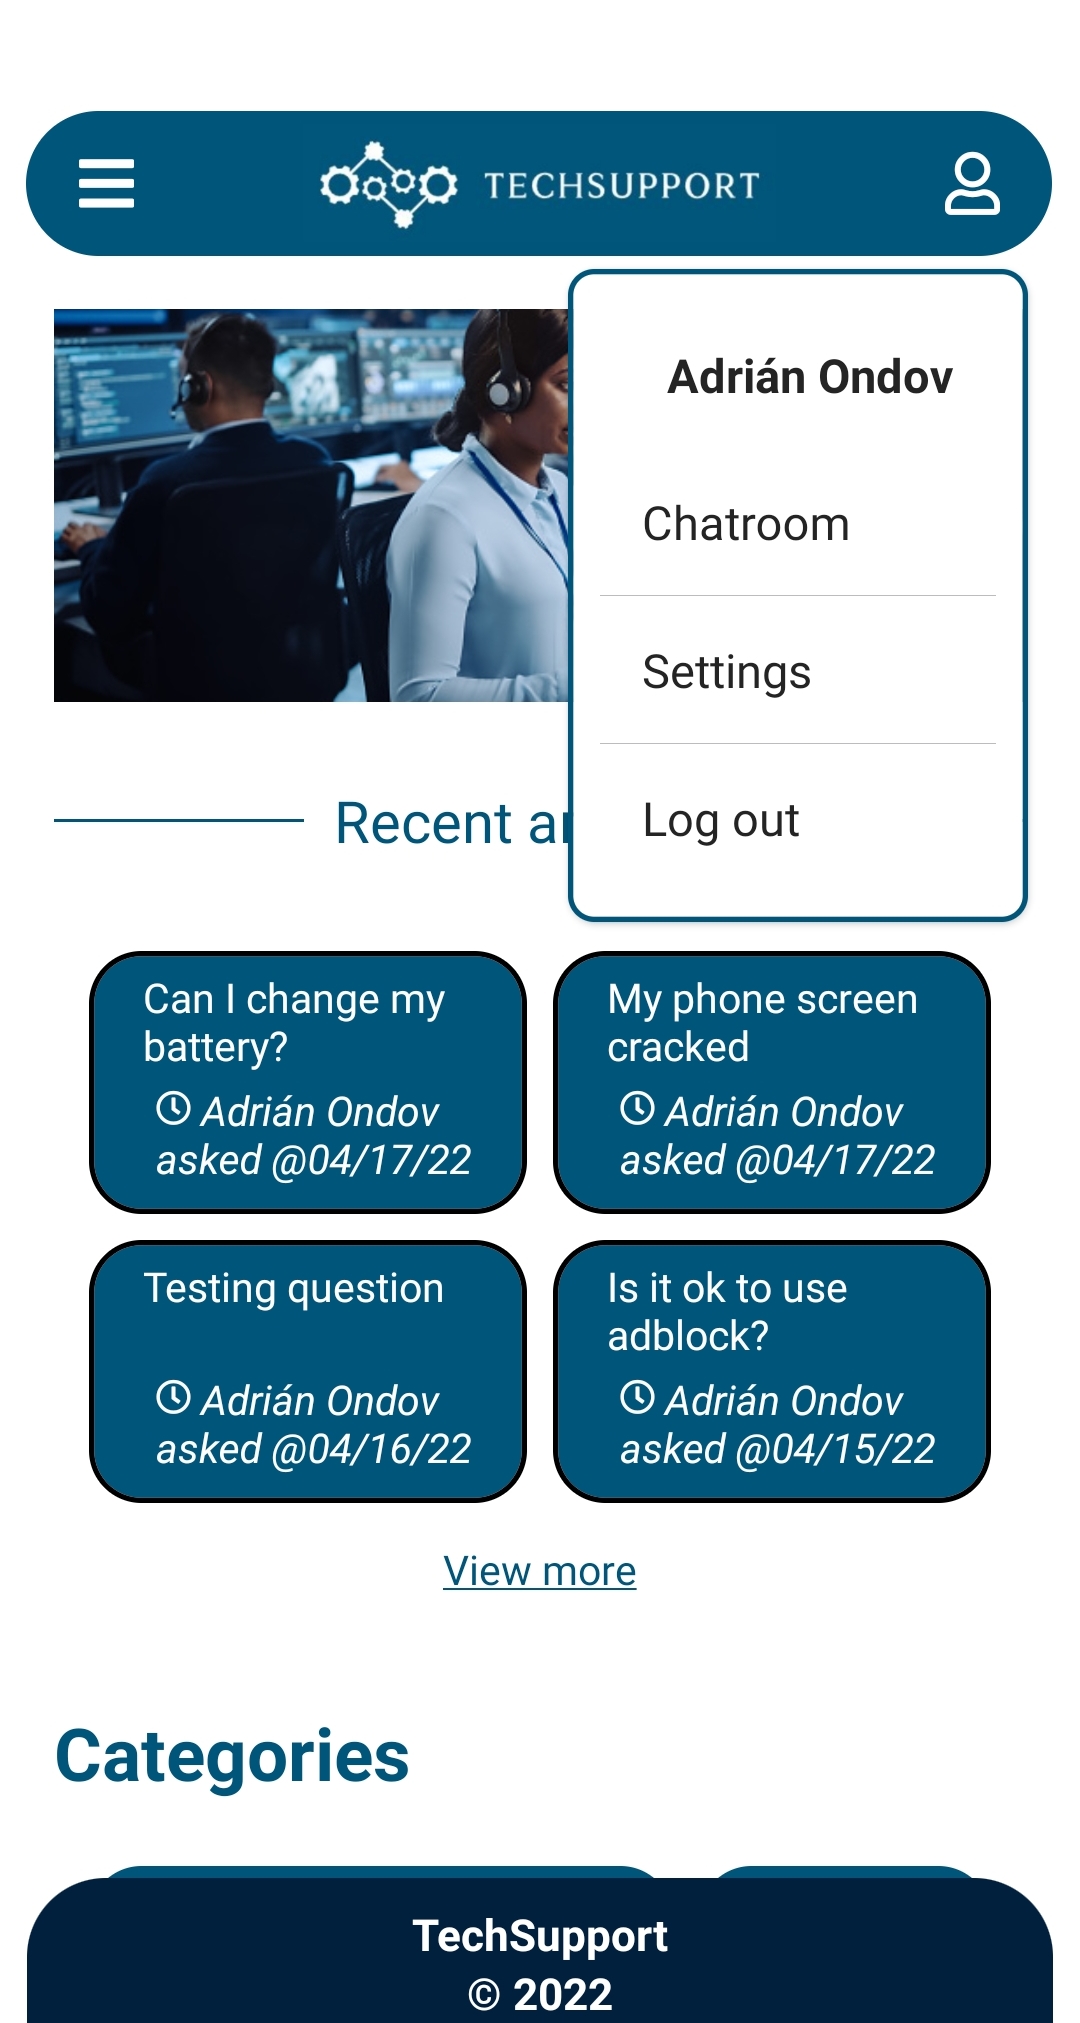 TECHSUPPORT
Adrián Ondov
Chatroom
Settings
Log out
Recent
Can I change my
battery?
Adrián Ondov
asked @04/17/22
My phone screen
cracked
Adrián Ondov
asked @04/17/22
Testing question
Adrián Ondov
asked @04/16/22
Is it ok to use
adblock?
Adrián Ondov
asked @04/15/22
View more
Categories
TechSupport
© 2022